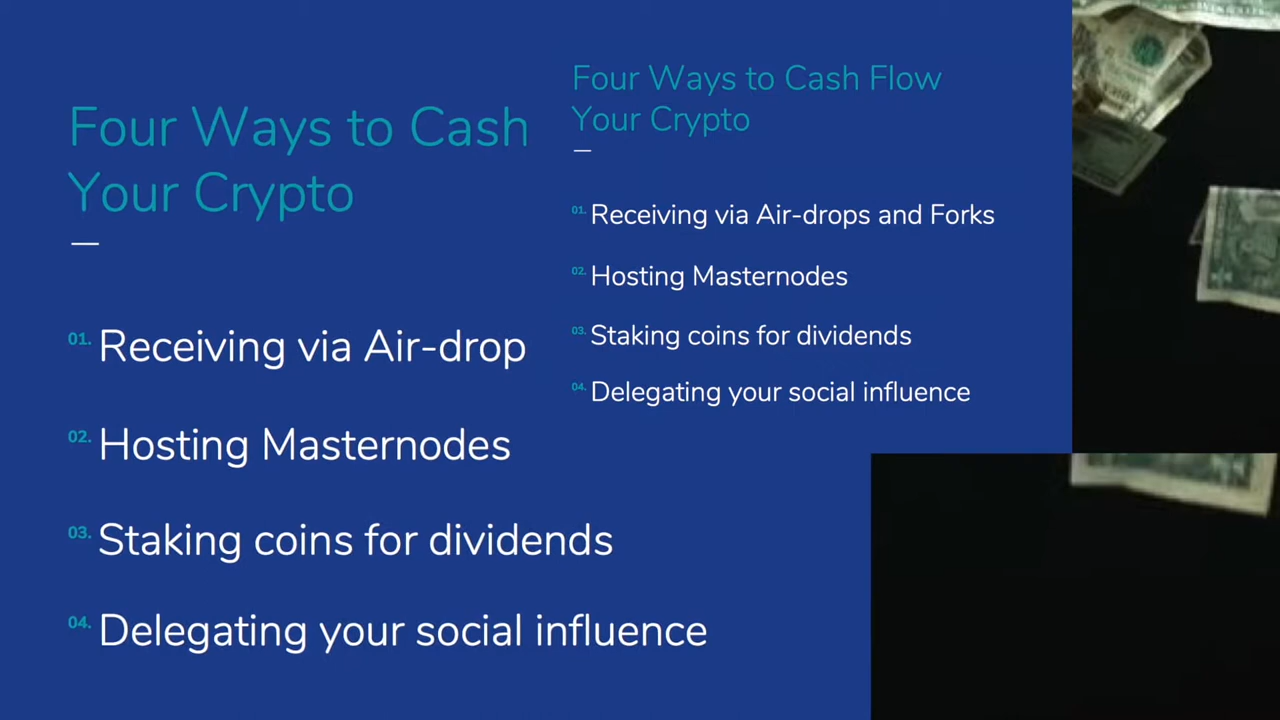 Four Ways to Cash
Your Crypto
01. Receiving via Air-drop
02. Hosting Masternodes
03. Staking coins for dividends
04. Delegating your social influence
Four Ways to Cash Flow
Your Crypto
01. Receiving via Air-drops and Forks
02. Hosting Masternodes
03. Staking coins for dividends
04. Delegating your social influence